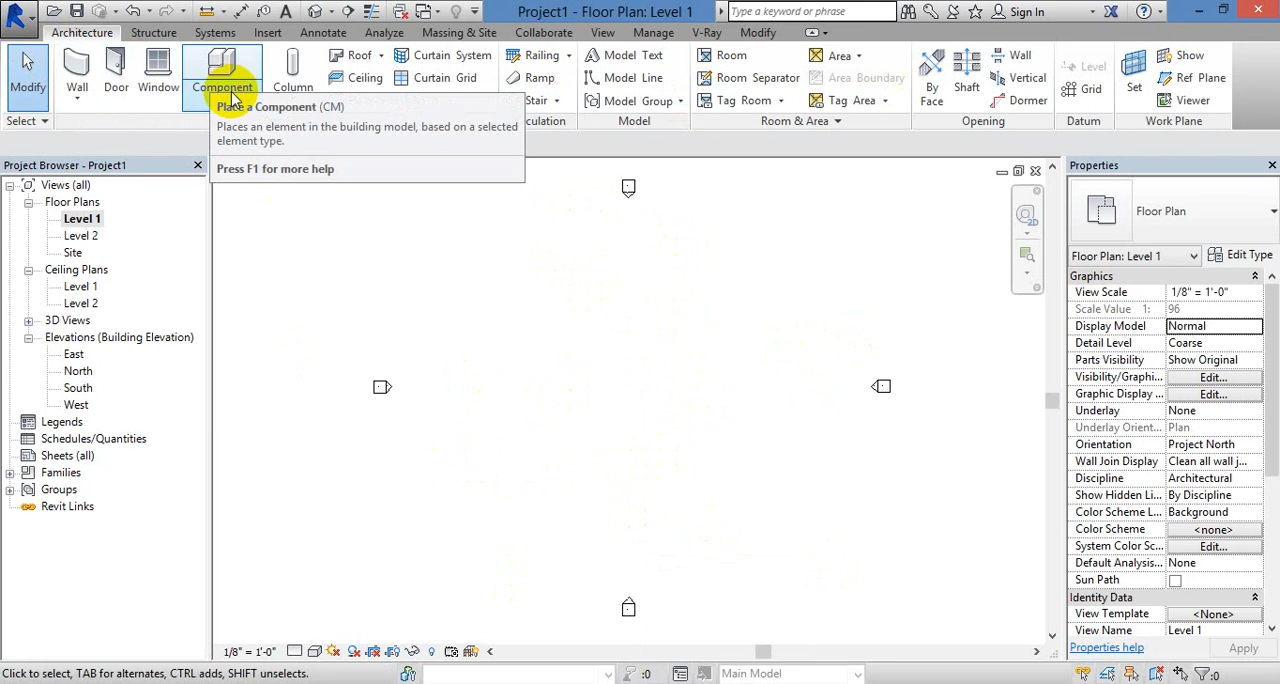 Project1 - Floor Plan: Level 1
Type a keyword or phrase
Sign In
Architecture
Structure
Systems
Insert
Annotate
Analyze
Massing & Site
Collaborate
View
Manage
V-Ray
Modify
Modify
Wall
Door
Window
Component
Column
Roof
Ceiling
Curtain System
Curtain Grid
Railing
Ramp
Stair
Model Text
Model Line
Model Group
Room
Room Separator
Tag Room
Area
Area Boundary
Tag Area
By
Face
Shaft
Wall
Vertical
Dormer
Level
Grid
Set
Show
Ref Plane
Viewer
Select
Model
Room & Area
Opening
Datum
Work Plane
Place a Component (CM)
Places an element in the building model, based on a selected
element type.
Press F1 for more help
Project Browser - Project1
Views (all)
Floor Plans
Level 1
Level 2
Site
Ceiling Plans
Level 1
Level 2
3D Views
Elevations (Building Elevation)
East
North
South
West
Legends
Schedules/Quantities
Sheets (all)
Families
Groups
Revit Links
2D
Properties
Floor Plan
Floor Plan: Level 1
Edit Type
Graphics
View Scale 1/8" = 1'-0"
Scale Value 1: 96
Display Model Normal
Detail Level Coarse
Parts Visibility Show Original
Visibility/Graphi... Edit...
Graphic Display ... Edit...
Underlay None
Underlay Orien... Plan
Orientation Project North
Wall Join Display Clean all wall j...
Discipline Architectural
Show Hidden Li... By Discipline
Color Scheme L... Background
Color Scheme <none>
System Color Sc... Edit...
Default Analysis... None
Sun Path
Identity Data
View Template <None>
View Name Level 1
Properties help
Apply
1/8" = 1'-0"
Click to select, TAB for alternates, CTRL adds, SHIFT unselects.
:0
Main Model
:0